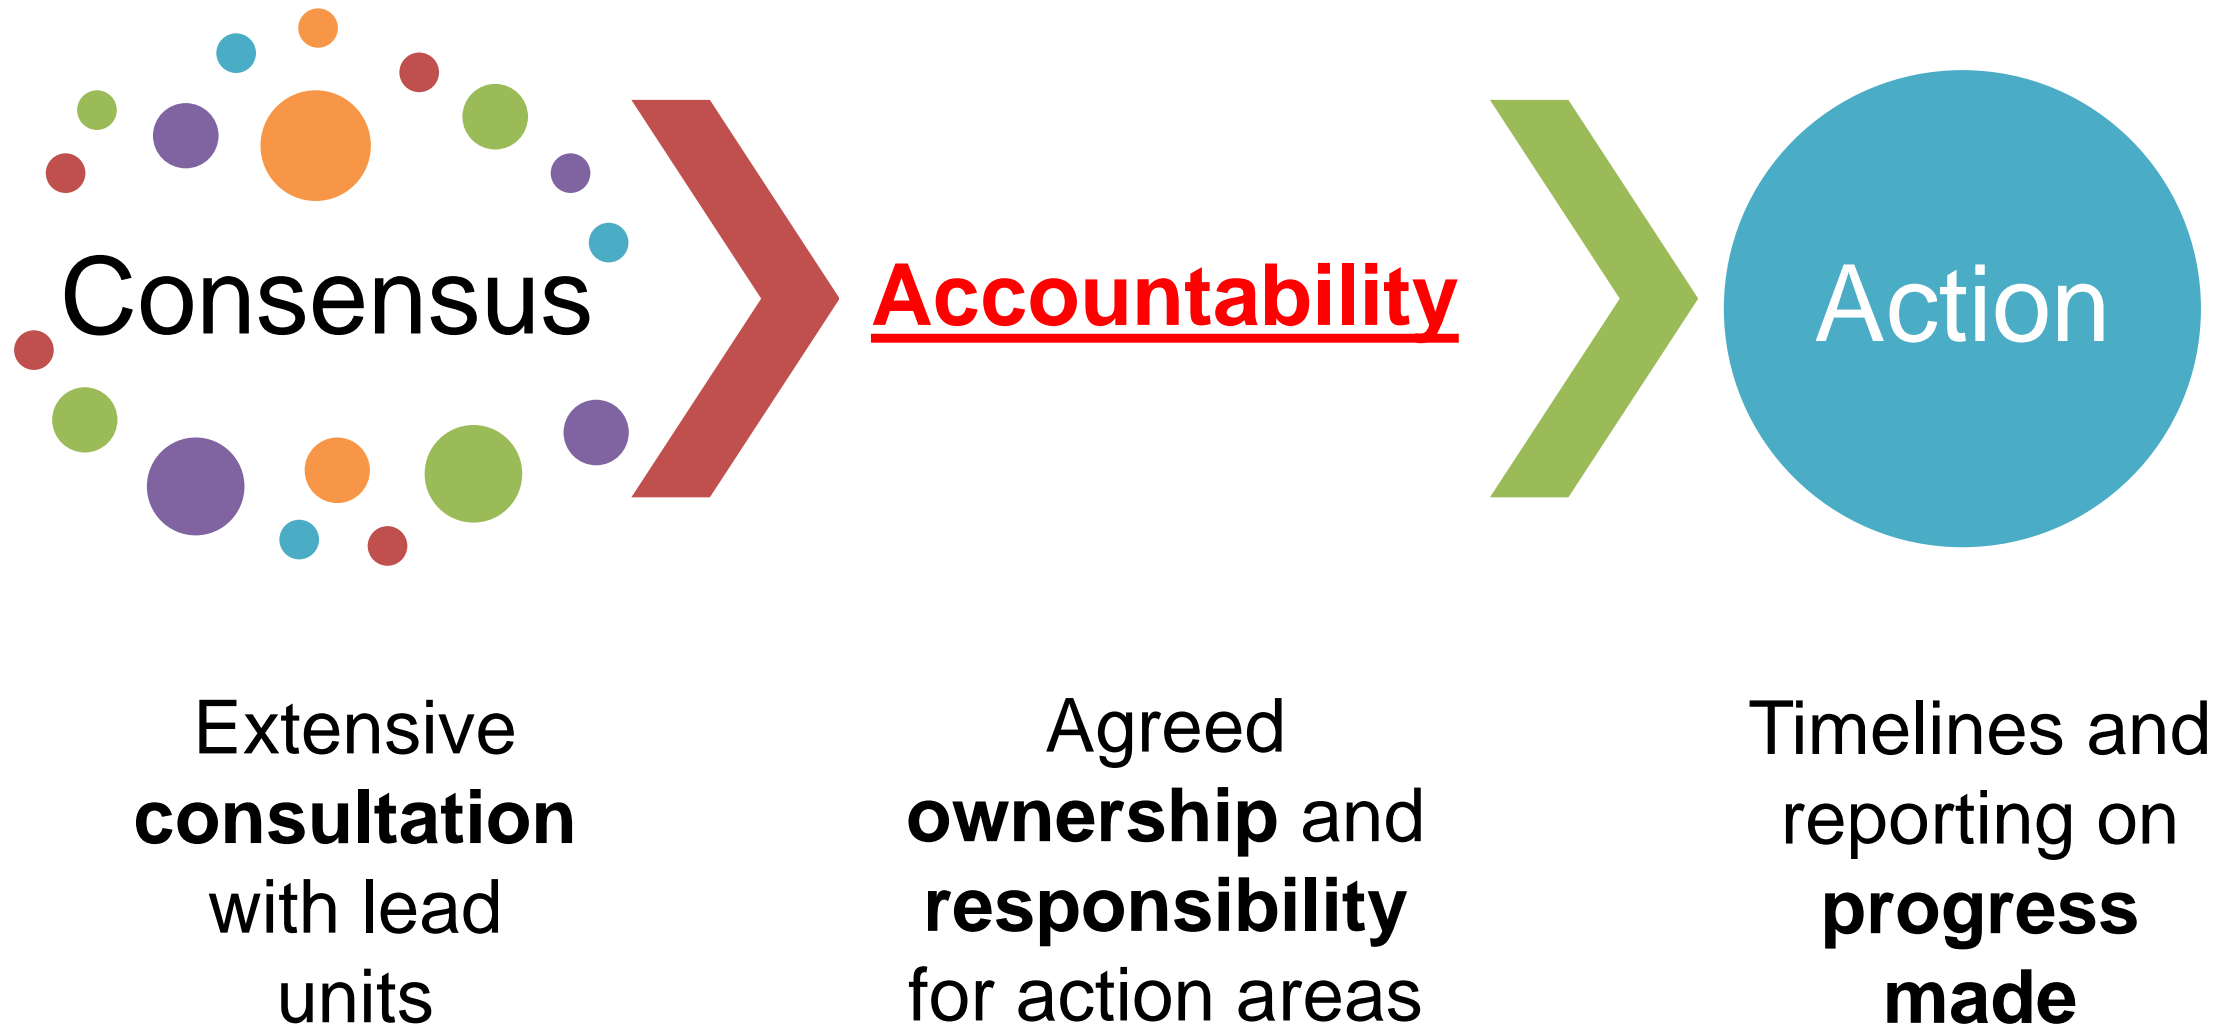 Consensus
Accountability
Action
Extensive
consultation
with lead
units
Agreed
ownership and
responsibility
for action areas
Timelines and
reporting on
progress
made